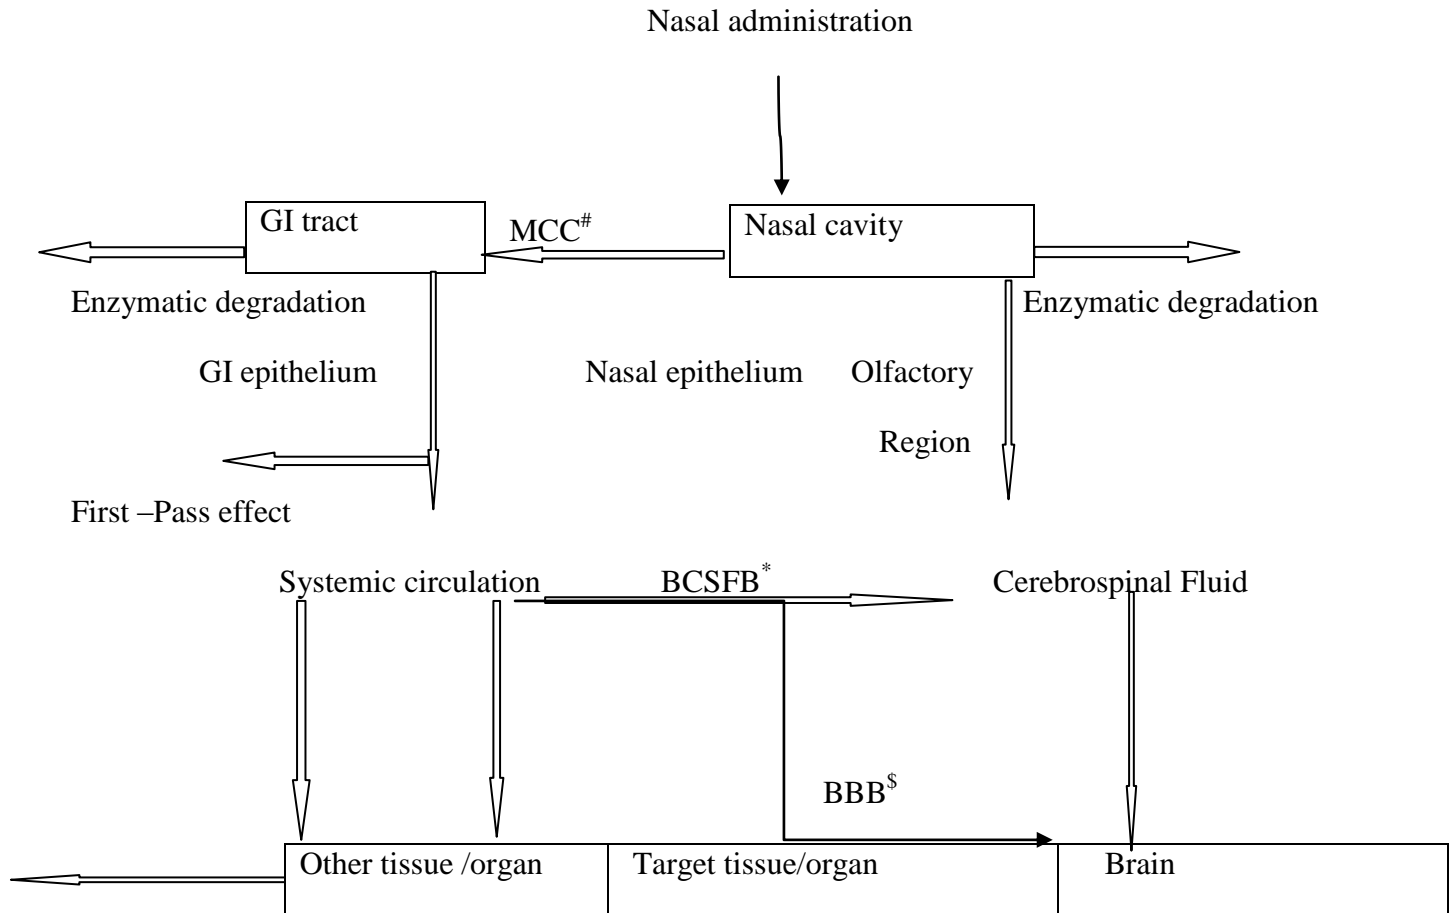 Nasal administration
GI tract
MCC#
Nasal cavity
Enzymatic degradation
Enzymatic degradation
GI epithelium
Nasal epithelium
Olfactory
Region
First –Pass effect
Systemic circulation
BCSFB*
Cerebrospinal Fluid
BBB$
Other tissue /organ
Target tissue/organ
Brain